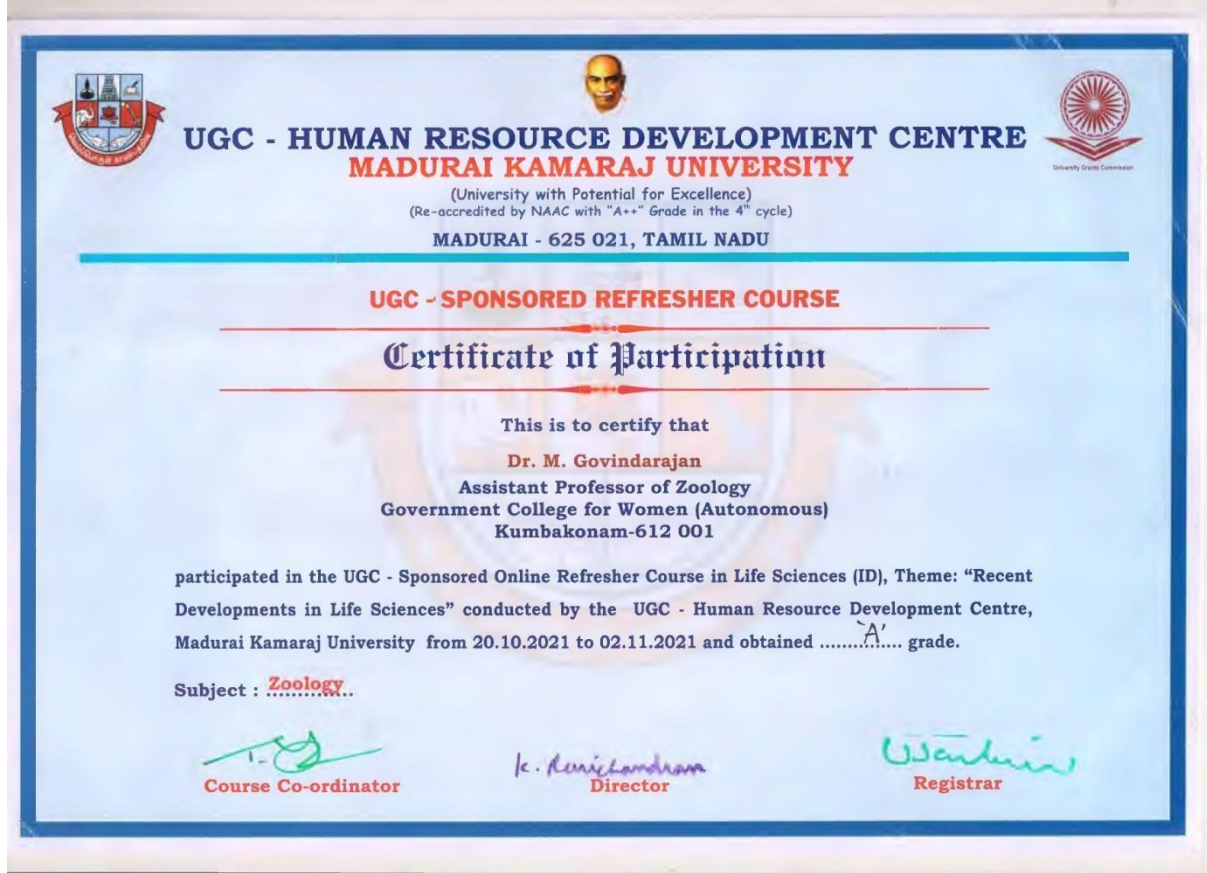 UGC - HUMAN RESOURCE DEVELOPMENT CENTRE
MADURAI KAMARAJ UNIVERSITY
(University with Potential for Excellence)
(Re-accredited by NAAC with "A++" Grade in the 4th cycle)
MADURAI - 625 021, TAMIL NADU
University Grants Commission
UGC - SPONSORED REFRESHER COURSE
Certificate of Participation
This is to certify that
Dr. M. Govindarajan
Assistant Professor of Zoology
Government College for Women (Autonomous)
Kumbakonam-612 001
participated in the UGC - Sponsored Online Refresher Course in Life Sciences (ID), Theme: “Recent
Developments in Life Sciences” conducted by the UGC - Human Resource Development Centre,
Madurai Kamaraj University from 20.10.2021 to 02.11.2021 and obtained .........'A'...... grade.
Subject : Zoology..
Course Co-ordinator
Director
Registrar